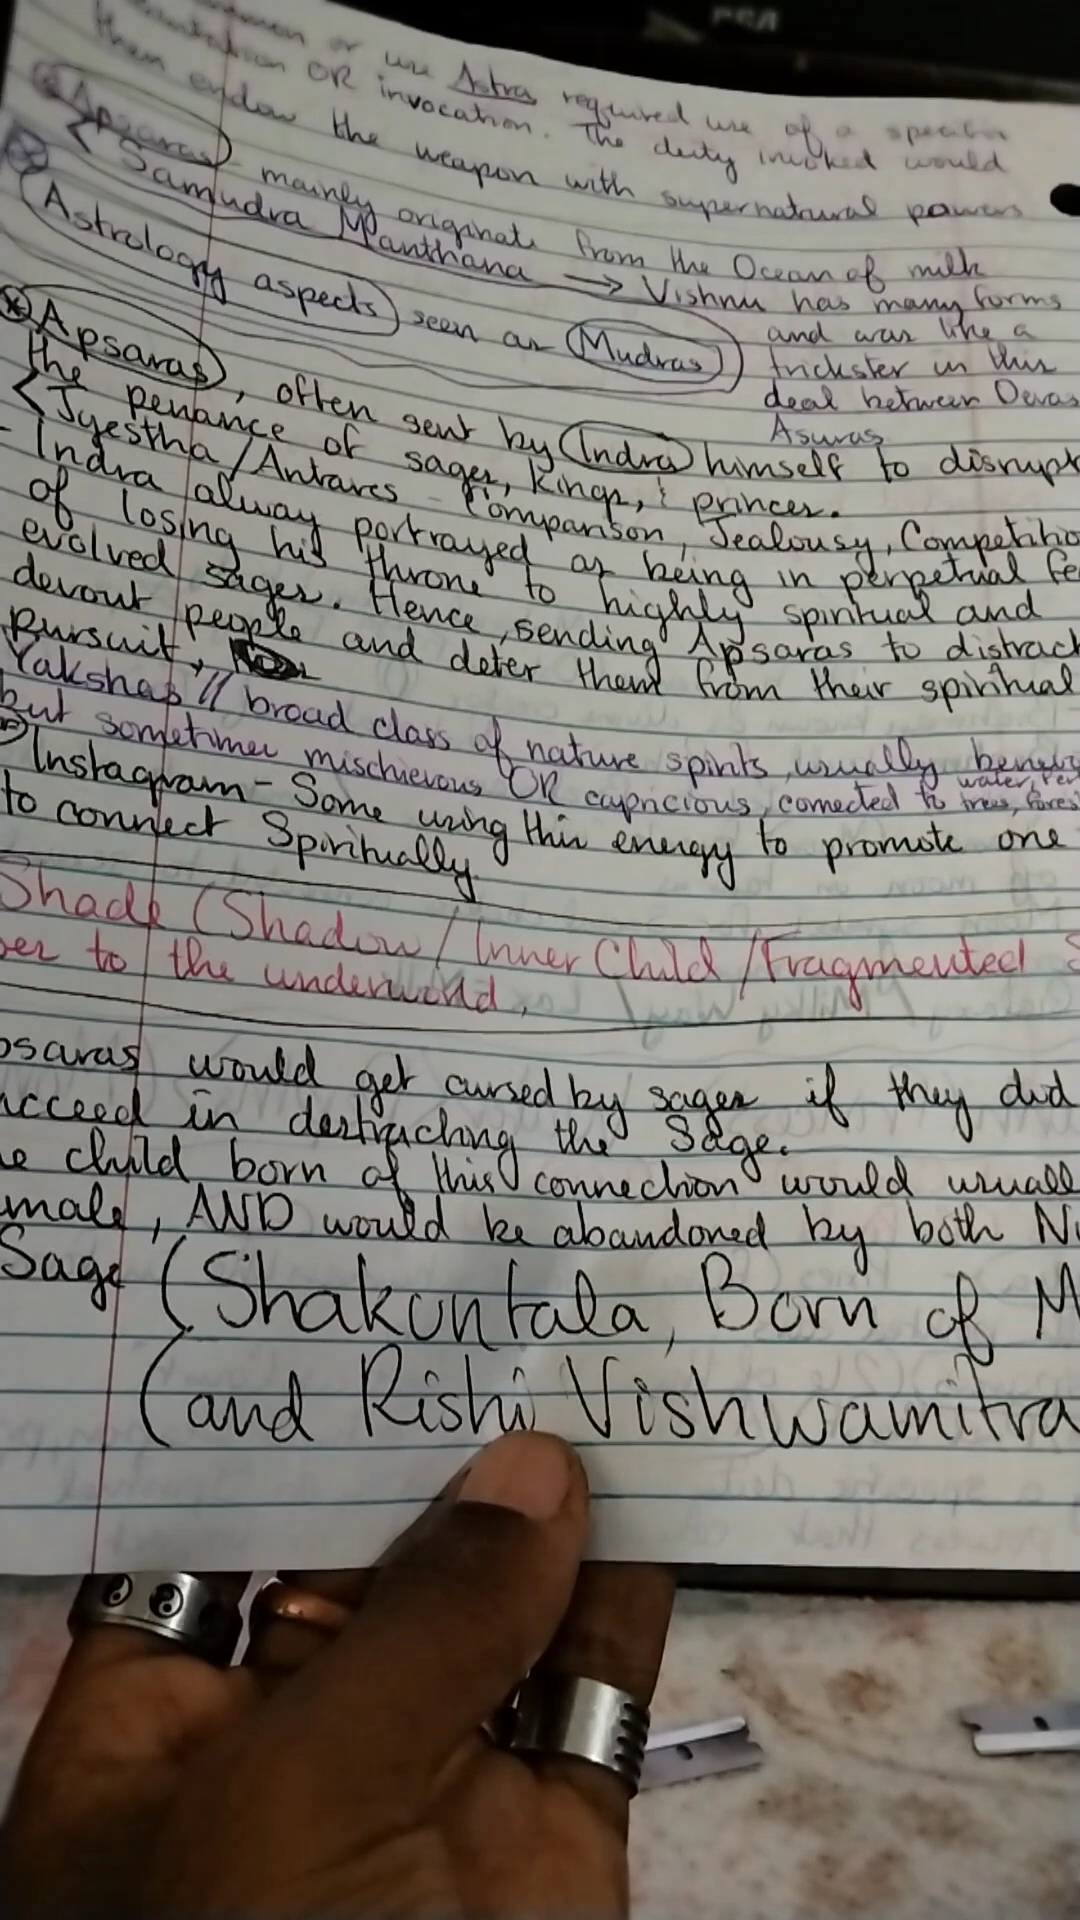 RCA
or use Astra required use of a specific
OR invocation. The deity invoked would
them endow the weapon with supernatural powers
Apsaras mainly originate from the Ocean of milk
Samudra Manthana → Vishnu has many forms
and was like a
trickster in this
deal between Devas
Asuras
Astrology aspects seen as Mudras
Apsaras, often sent by Indra himself to disrupt
the penance of sages, Kings, & princes.
< Jyestha/Antares - Comparison, Jealousy, Competitio
- Indra alway portrayed as being in perpetual fe
of losing his throne to highly spiritual and
evolved sages. Hence, sending Apsaras to distract
devout people and deter them from their spiritual
pursuit,
Yakshas // broad class of nature spirits, usually benev
but sometimes mischievous OR capricious, connected to water,
trees, fores
Instagram - Some using this energy to promote one
to connect Spiritually
Shade (Shadow / Inner Child / Fragmented S
er to the underworld,
psaras would get cursed by sages if they did
cceed in destracting the Sage.
e child born of this connection would usuall
male, AND would be abandoned by both N
Sage (Shakuntala, Born of M
(and Rishi Vishwamitra